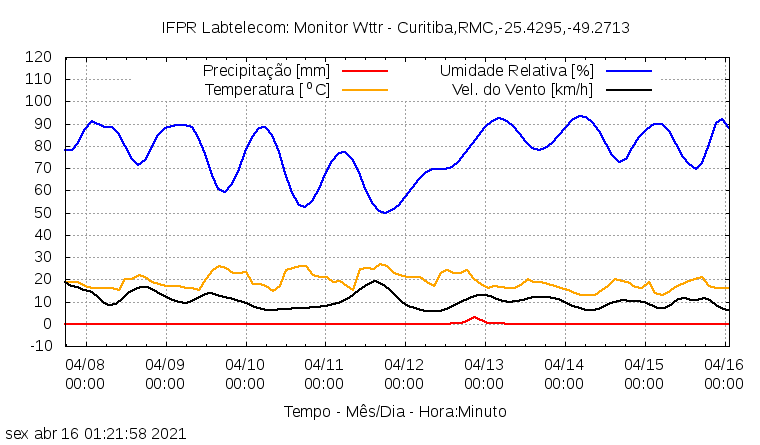 IFPR Labtelecom: Monitor Wttr - Curitiba,RMC,-25.4295,-49.2713
Precipitação [mm]
Umidade Relativa [%]
Temperatura [⁰C]
Vel. do Vento [km/h]
120
110
100
90
80
70
60
50
40
30
20
10
0
-10
04/08 04/09 04/10 04/11 04/12 04/13 04/14 04/15 04/16
00:00 00:00 00:00 00:00 00:00 00:00 00:00 00:00 00:00
Tempo - Mês/Dia - Hora:Minuto
sex abr 16 01:21:58 2021